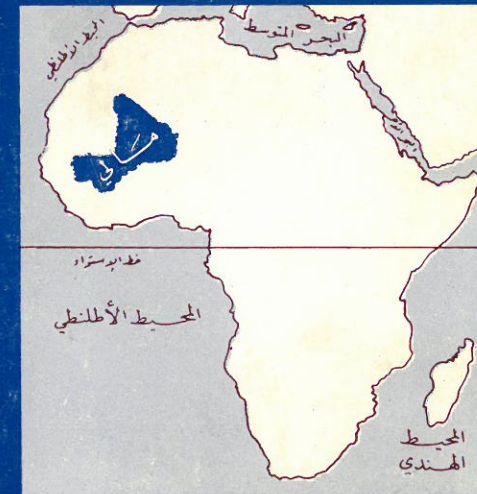 المحيط الأطلنطي
البحر المتوسط
مالي
خط الاستواء
المحيط الأطلنطي
المحيط
الهندي